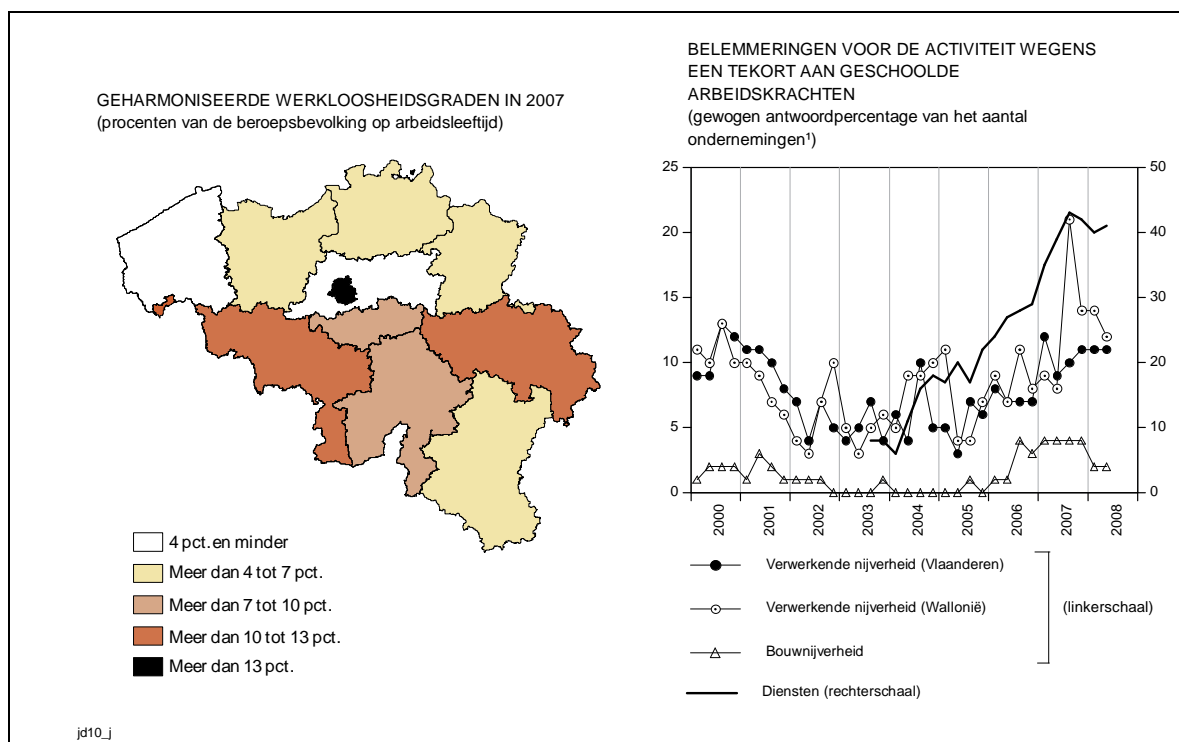 GEHARMONISEERDE WERKLOOSHEIDSGRADEN IN 2007
(procenten van de beroepsbevolking op arbeidsleeftijd)
4 pct. en minder
Meer dan 4 tot 7 pct.
Meer dan 7 tot 10 pct.
Meer dan 10 tot 13 pct.
Meer dan 13 pct.
BELEMMERINGEN VOOR DE ACTIVITEIT WEGENS
EEN TEKORT AAN GESCHOOLDE
ARBEIDSKRACHTEN
(gewogen antwoordpercentage van het aantal
ondernemingen¹)
25 50
20 40
15 30
10 20
5 10
0 0
2000 2001 2002 2003 2004 2005 2006 2007 2008
Verwerkende nijverheid (Vlaanderen)
Verwerkende nijverheid (Wallonië)
(linkerschaal)
Bouwnijverheid
Diensten (rechterschaal)
jd10_j